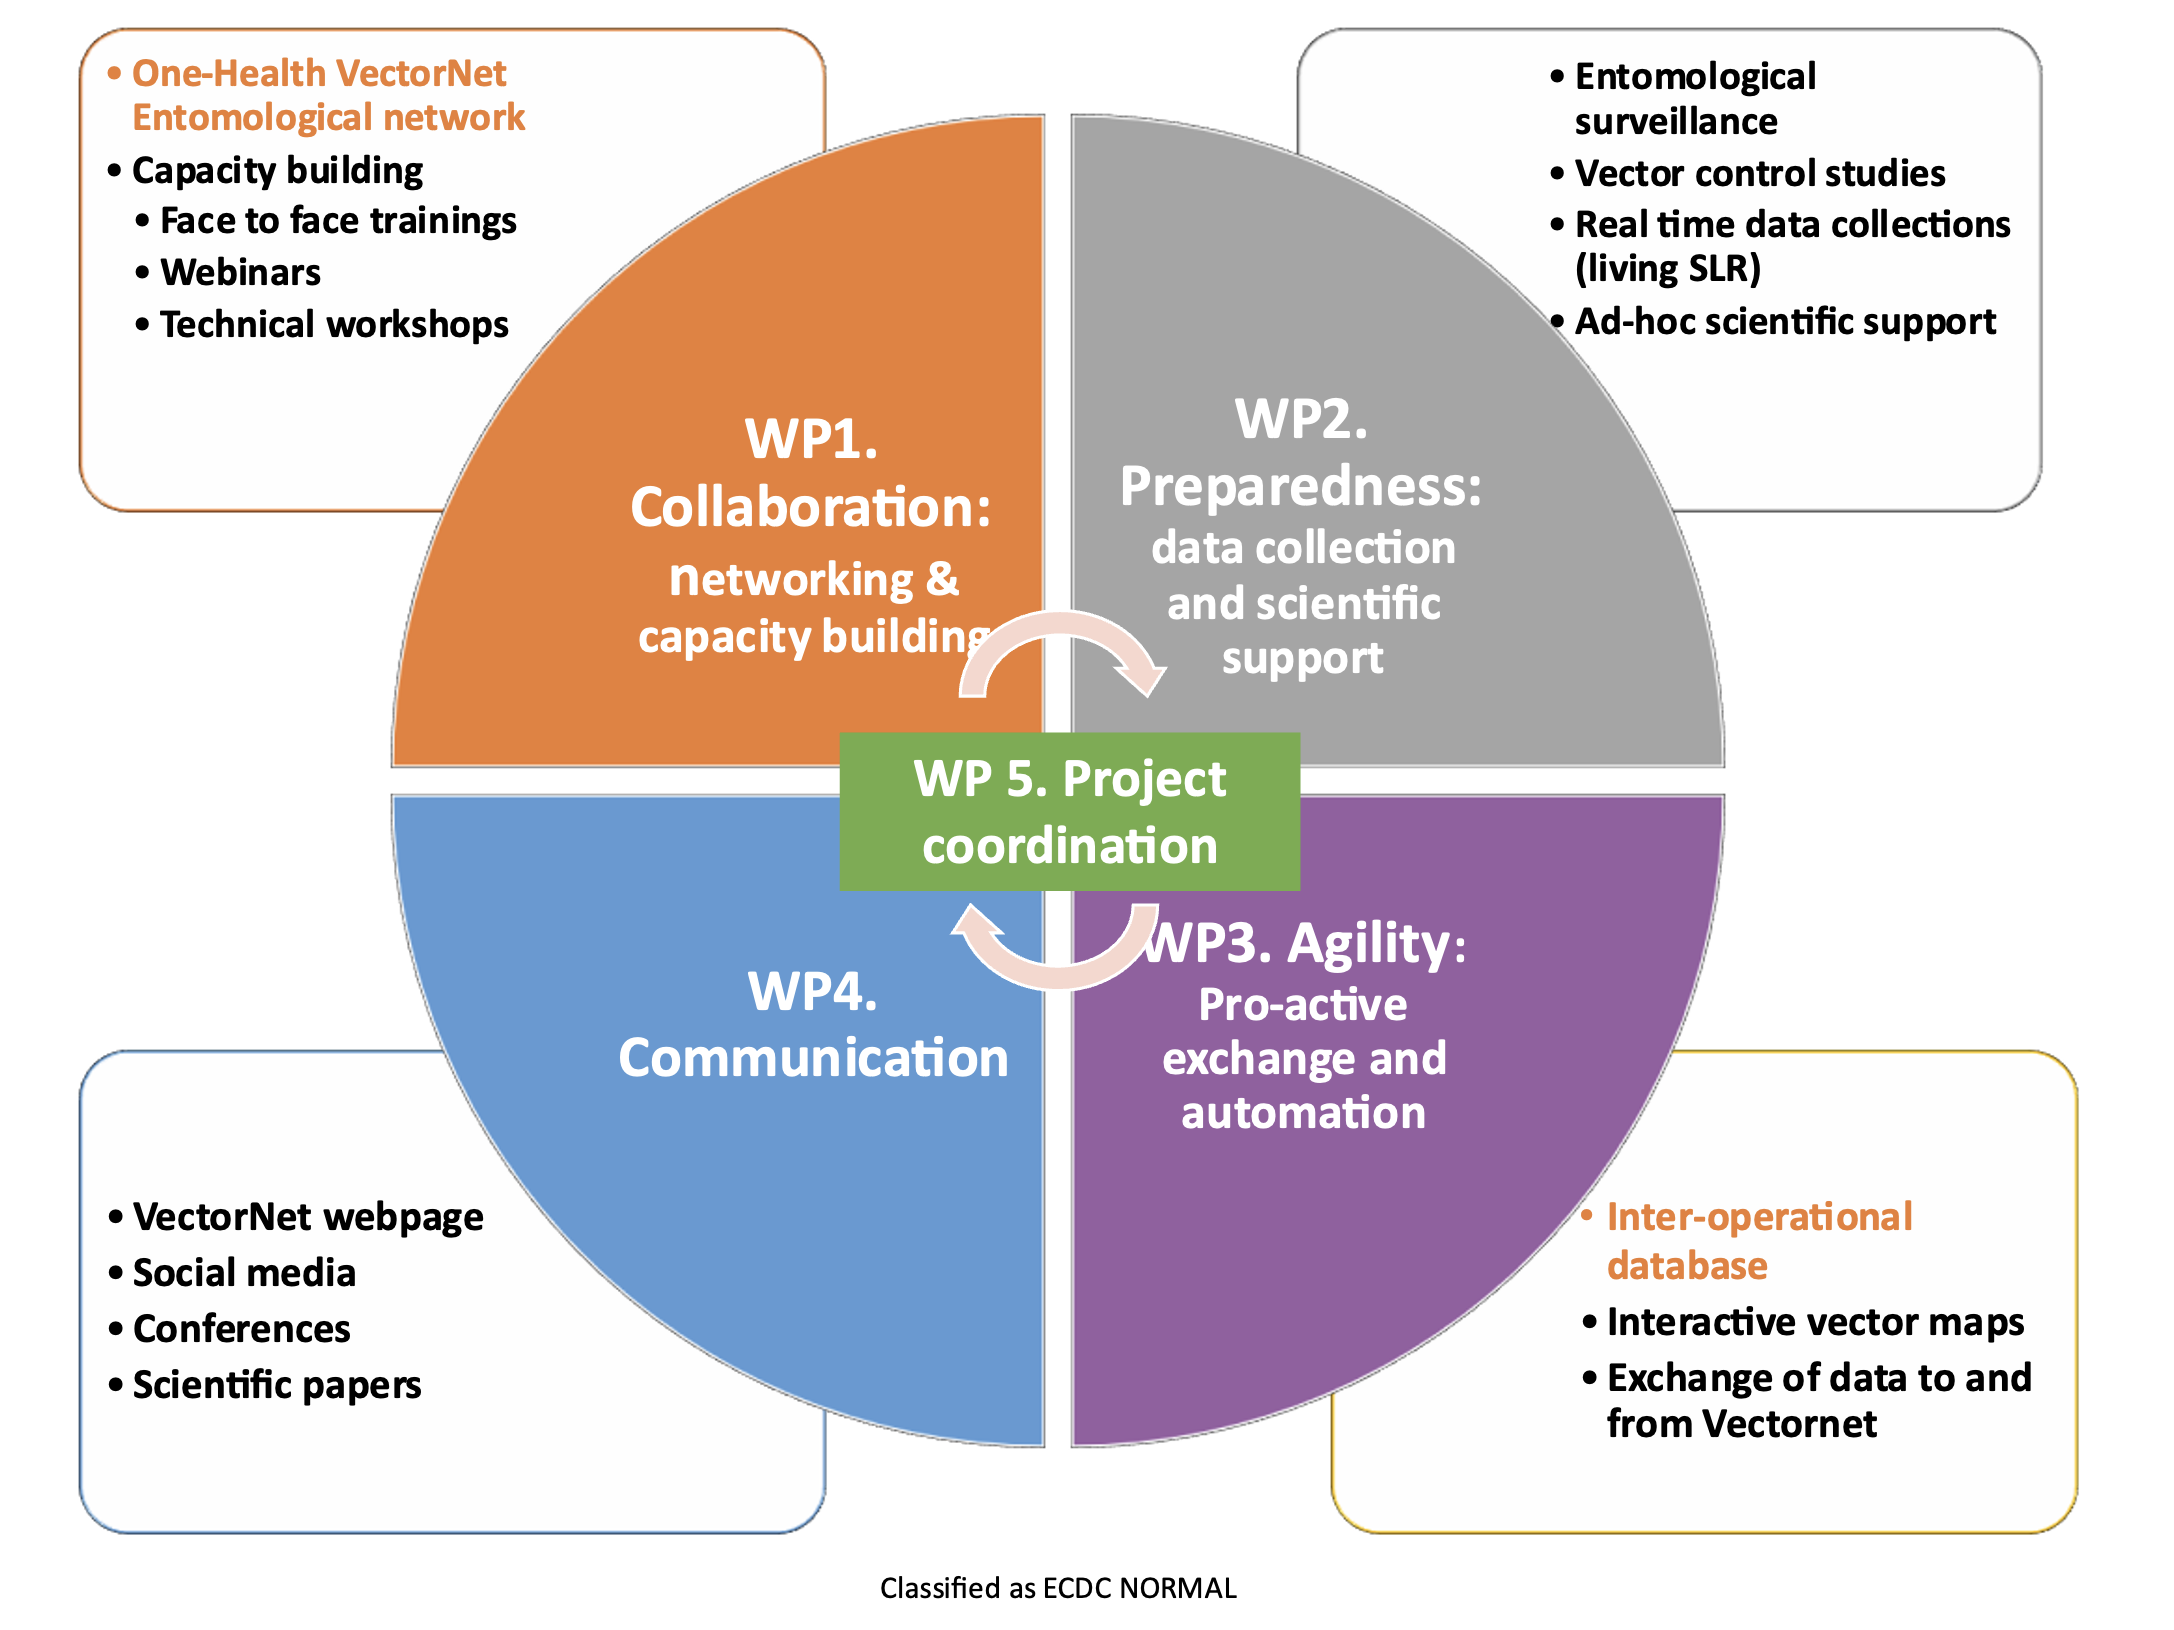 • One-Health VectorNet
Entomological network
• Capacity building
• Face to face trainings
• Webinars
• Technical workshops
• Entomological
surveillance
• Vector control studies
• Real time data collections
(living SLR)
• Ad-hoc scientific support
WP1.
Collaboration:
networking &
capacity building
WP2.
Preparedness:
data collection
and scientific
support
WP 5. Project
coordination
WP4.
Communication
WP3. Agility:
Pro-active
exchange and
automation
• VectorNet webpage
• Social media
• Conferences
• Scientific papers
• Inter-operational
database
• Interactive vector maps
• Exchange of data to and
from Vectornet
Classified as ECDC NORMAL